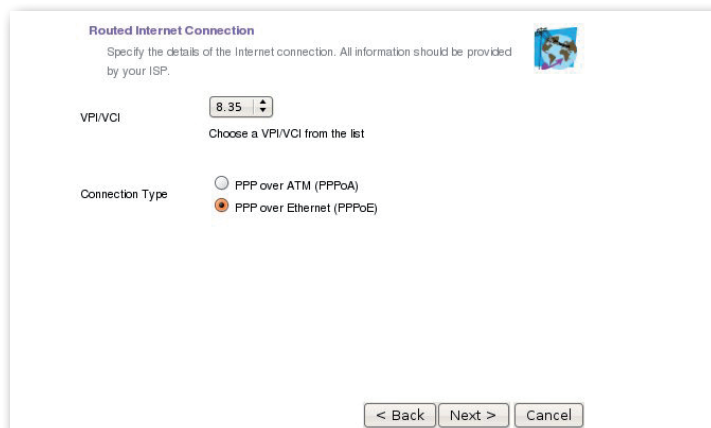 Routed Internet Connection
Specify the details of the Internet connection. All information should be provided
by your ISP.
VPI/VCI
8.35
Choose a VPI/VCI from the list
Connection Type
PPP over ATM (PPPoA)
PPP over Ethernet (PPPoE)
< Back Next > Cancel